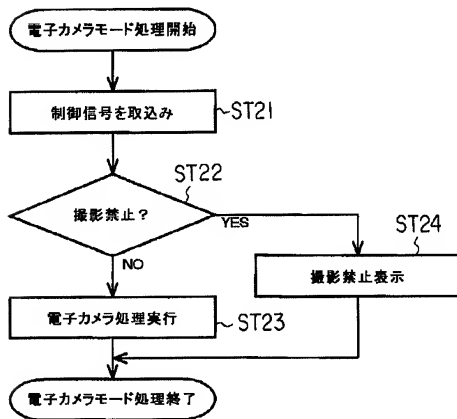 電子カメラモード処理開始
制御信号を取込み
ST21
ST22
撮影禁止?
YES
ST24
NO
撮影禁止表示
電子カメラ処理実行
ST23
電子カメラモード処理終了